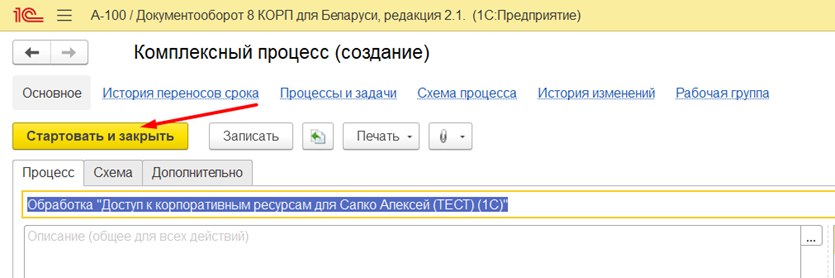 1С А-100 / Документооборот 8 КОРП для Беларуси, редакция 2.1. (1С:Предприятие)
Комплексный процесс (создание)
Основное История переносов срока Процессы и задачи Схема процесса История изменений Рабочая группа
Стартовать и закрыть Записать Печать
Процесс Схема Дополнительно
Обработка "Доступ к корпоративным ресурсам для Сапко Алексей (ТЕСТ) (1С)"
Описание (общее для всех действий) ...